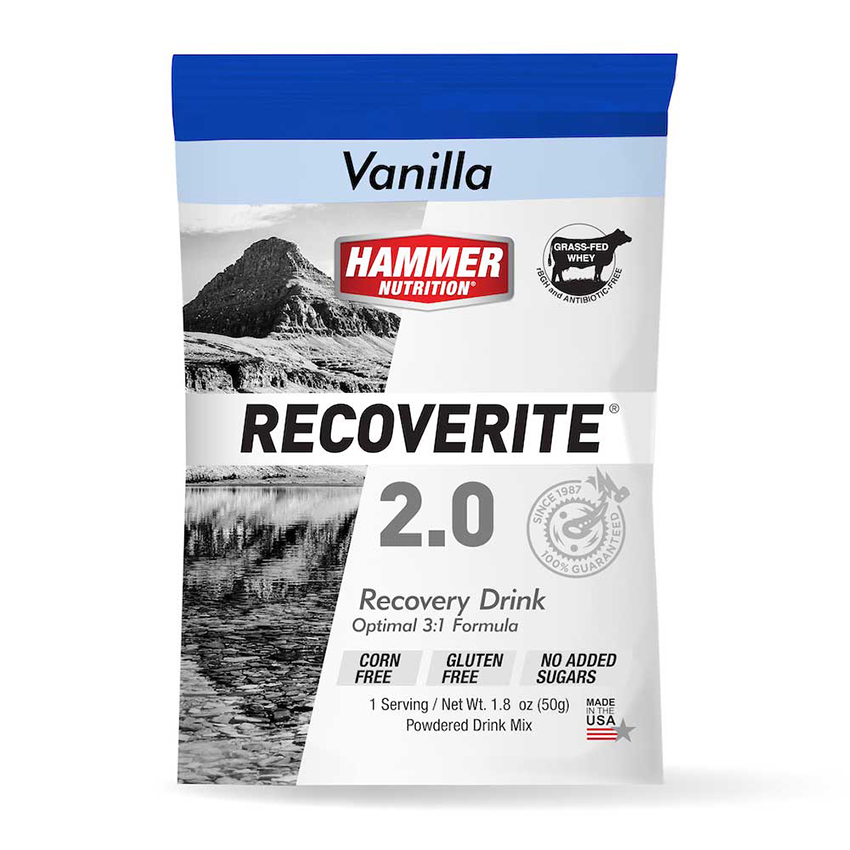 Vanilla
HAMMER
NUTRITION®
GRASS-FED
WHEY
rBGH and ANTIBIOTIC-FREE
RECOVERITE®
2.0
SINCE 1987
100% GUARANTEED
Recovery Drink
Optimal 3:1 Formula
CORN
FREE
GLUTEN
FREE
NO ADDED
SUGARS
1 Serving / Net Wt. 1.8 oz (50g)
Powdered Drink Mix
MADE
IN THE
USA